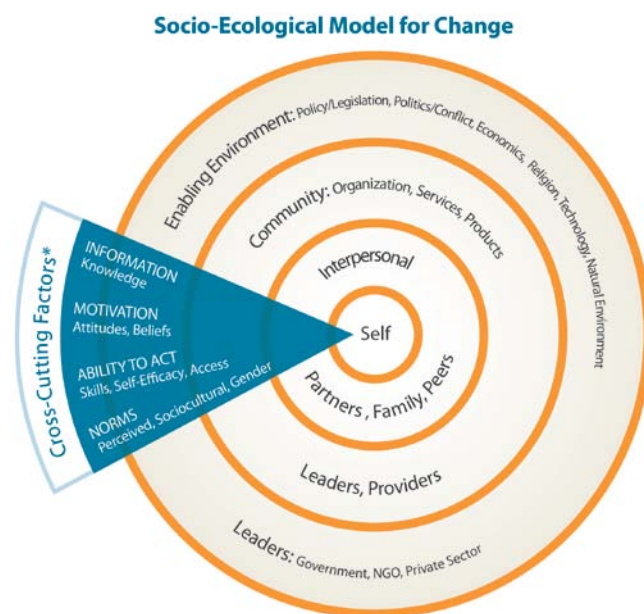 Socio-Ecological Model for Change
Enabling Environment: Policy/Legislation, Politics/Conflict, Economics, Religion, Technology, Natural Environment
Community: Organization, Services, Products
Interpersonal
Self
Partners, Family, Peers
Leaders, Providers
Leaders: Government, NGO, Private Sector
Cross-Cutting Factors*
INFORMATION
Knowledge
MOTIVATION
Attitudes, Beliefs
ABILITY TO ACT
Skills, Self-Efficacy, Access
NORMS
Perceived, Sociocultural, Gender